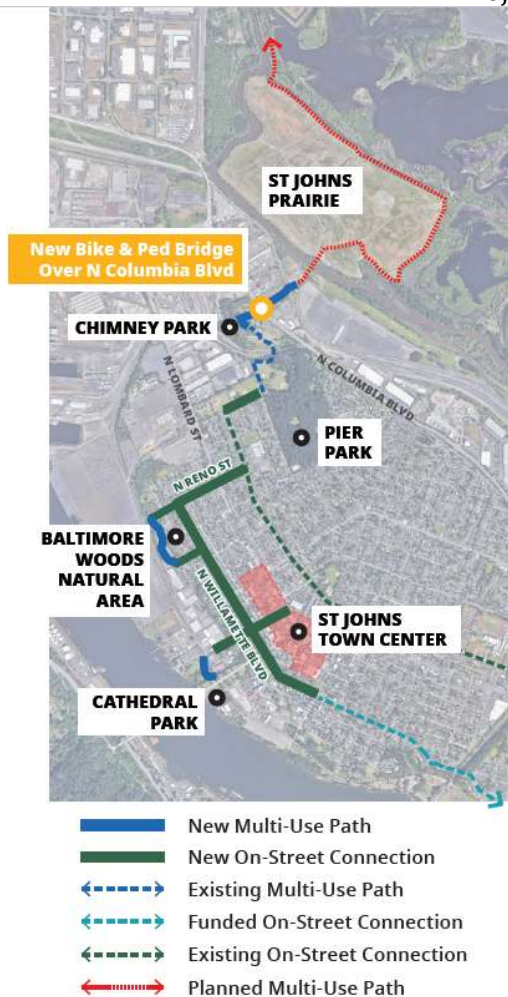 ST JOHNS
PRAIRIE
New Bike & Ped Bridge
Over N Columbia Blvd
CHIMNEY PARK
N COLUMBIA BLVD
N LOMBARD ST
PIER
PARK
N RENO ST
BALTIMORE
WOODS
NATURAL
AREA
N WILLAMETTE BLVD
ST JOHNS
TOWN CENTER
CATHEDRAL
PARK
New Multi-Use Path
New On-Street Connection
Existing Multi-Use Path
Funded On-Street Connection
Existing On-Street Connection
Planned Multi-Use Path